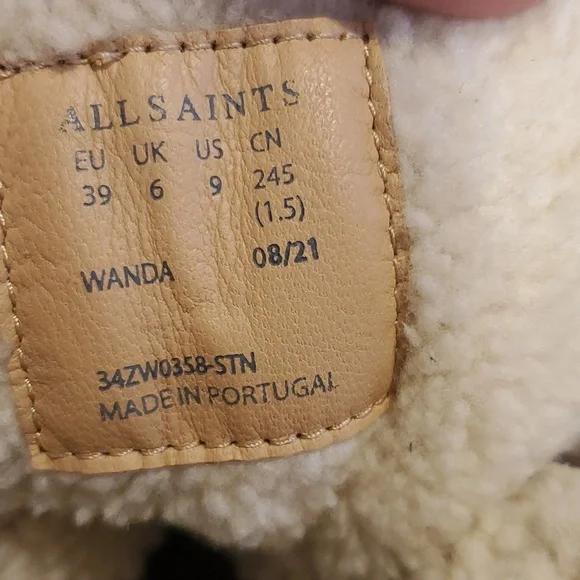 ALLSAINTS
EU UK US CN
39 6 9 245
(1.5)
WANDA 08/21
34ZW0358-STN
MADE IN PORTUGAL